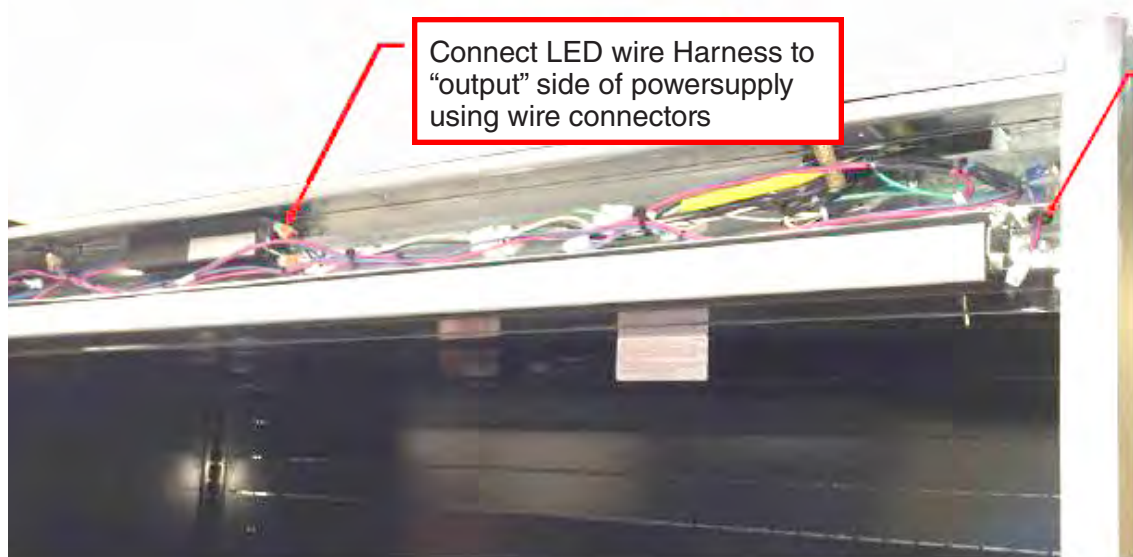 Connect LED wire Harness to
“output” side of powersupply
using wire connectors